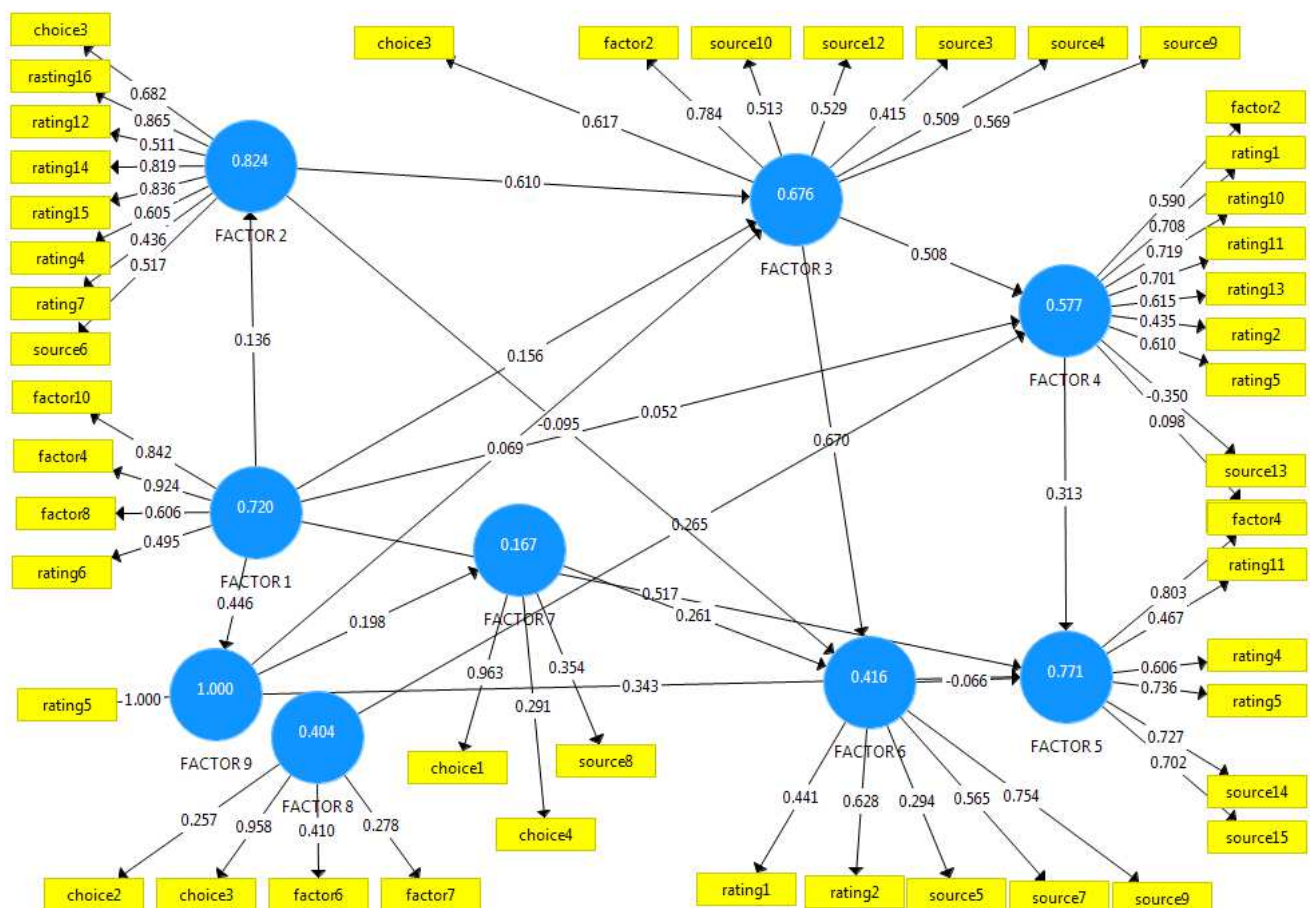 choice3
rasting16
rating12
rating14
rating15
rating4
rating7
source6
0.682
0.865
0.511
0.819
0.836
0.605
0.436
0.517
0.824
FACTOR 2
choice3
factor2
source10
source12
source3
source4
source9
0.617
0.784
0.513
0.529
0.415
0.509
0.569
0.676
FACTOR 3
0.610
factor2
rating1
rating10
rating11
rating13
rating2
rating5
source13
0.590
0.708
0.719
0.701
0.615
0.435
0.610
-0.350
0.098
0.577
FACTOR 4
0.508
0.136
0.156
0.052
-0.095
0.069
0.670
0.265
0.313
factor10
factor4
factor8
rating6
0.842
0.924
0.606
0.495
0.720
FACTOR 1
0.446
0.167
FACTOR 7
0.198
0.517
0.261
0.963
0.291
0.354
choice1
choice4
source8
rating5
-1.000
1.000
FACTOR 9
0.343
0.404
FACTOR 8
0.257
0.958
0.410
0.278
choice2
choice3
factor6
factor7
0.416
FACTOR 6
-0.066
0.441
0.628
0.294
0.565
0.754
rating1
rating2
source5
source7
source9
0.771
FACTOR 5
factor4
rating11
rating4
rating5
source14
source15
0.803
0.467
0.606
0.736
0.727
0.702